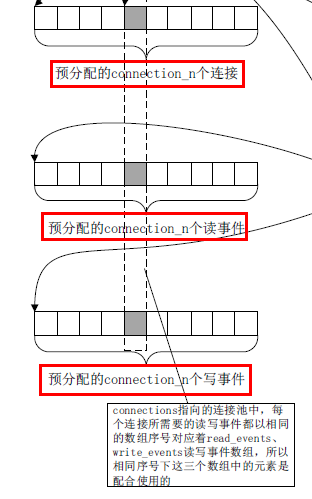 预分配的connection_n个连接
预分配的connection_n个读事件
预分配的connection_n个写事件
connections指向的连接池中，每
个连接所需要的读写事件都以相同
的数组序号对应着read_events、
write_events读写事件数组，所以
相同序号下这三个数组中的元素是
配合使用的